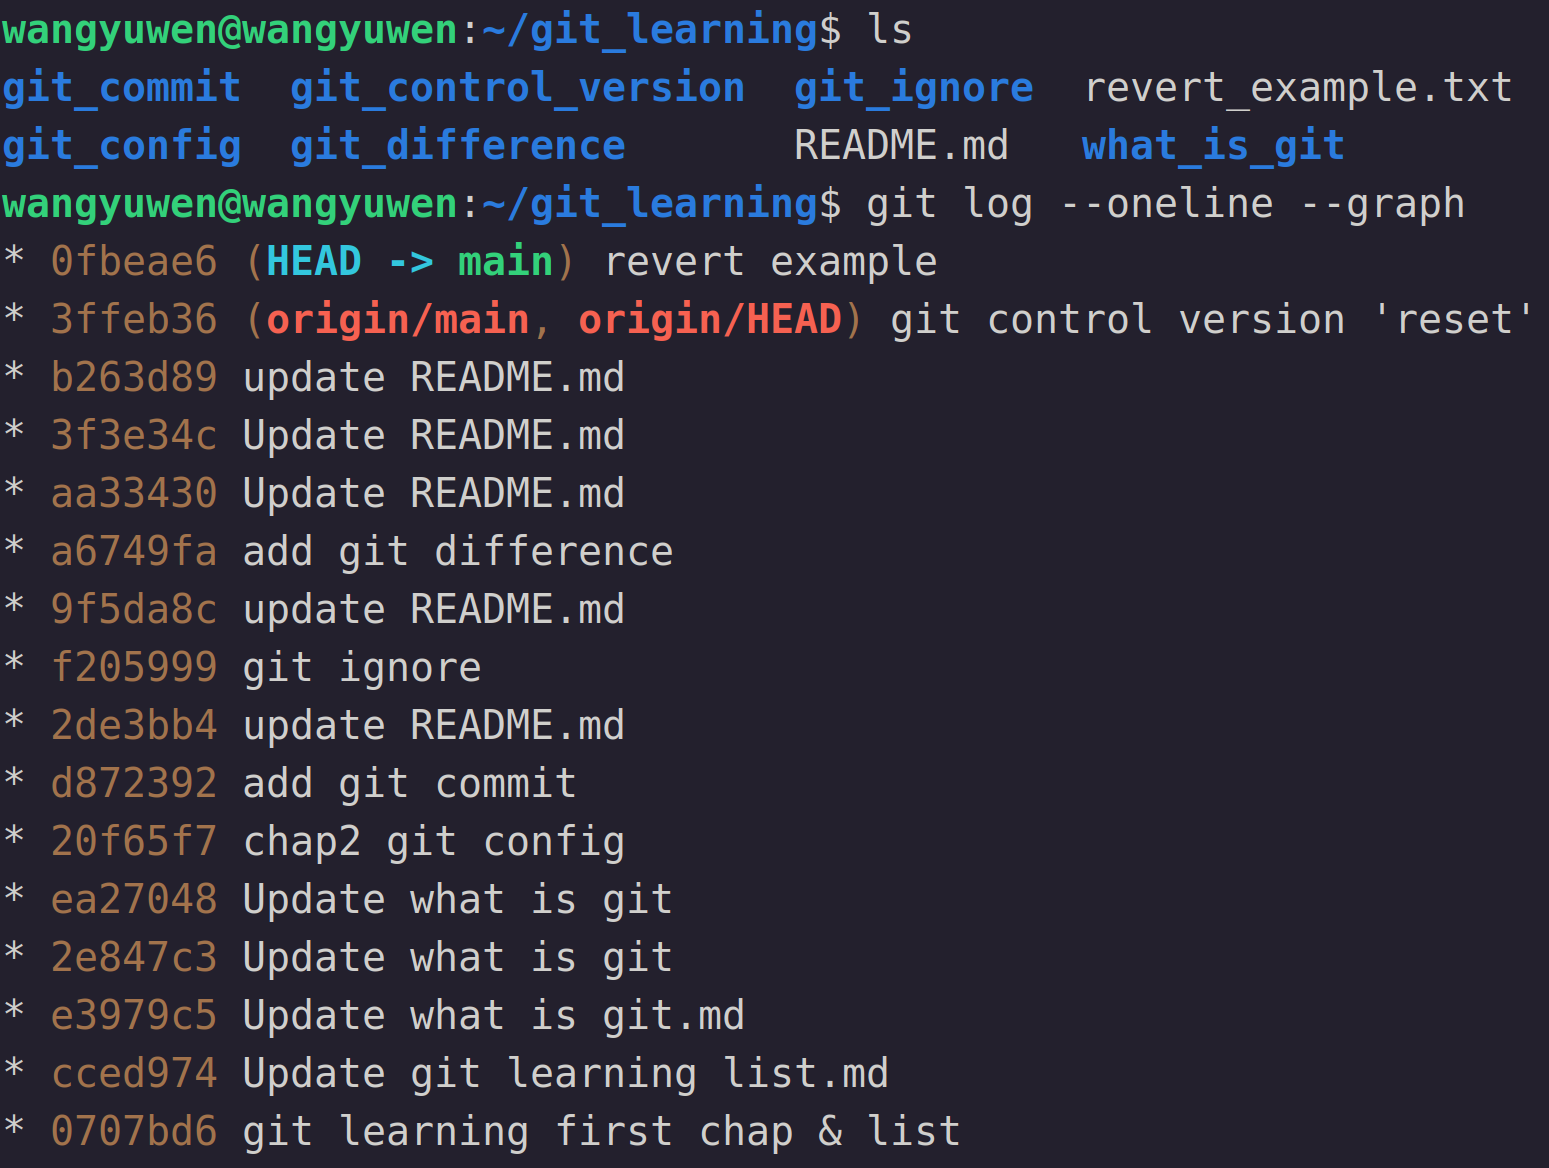 wangyuwen@wangyuwen:~/git_learning$ ls
git_commit  git_control_version  git_ignore  revert_example.txt
git_config  git_difference       README.md   what_is_git
wangyuwen@wangyuwen:~/git_learning$ git log --oneline --graph
* 0fbeae6 (HEAD -> main) revert example
* 3ffeb36 (origin/main, origin/HEAD) git control version 'reset'
* b263d89 update README.md
* 3f3e34c Update README.md
* aa33430 Update README.md
* a6749fa add git difference
* 9f5da8c update README.md
* f205999 git ignore
* 2de3bb4 update README.md
* d872392 add git commit
* 20f65f7 chap2 git config
* ea27048 Update what is git
* 2e847c3 Update what is git
* e3979c5 Update what is git.md
* cced974 Update git learning list.md
* 0707bd6 git learning first chap & list